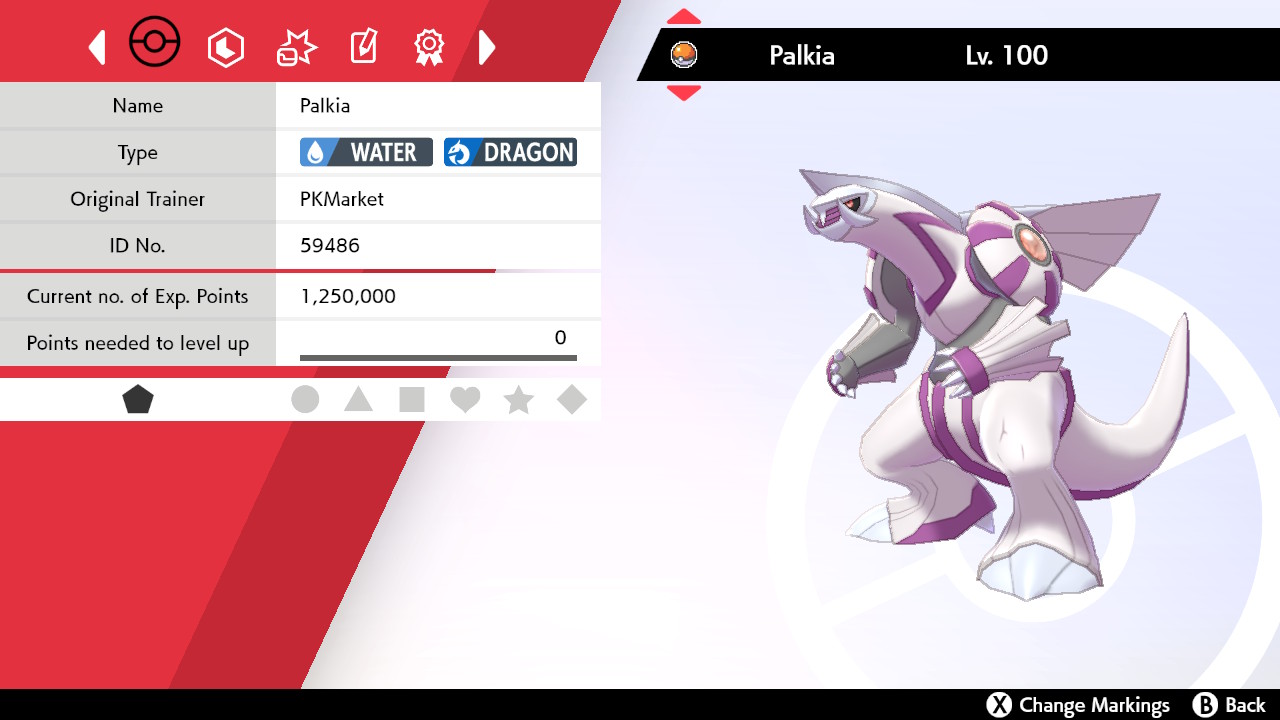 Palkia Lv. 100
Name Palkia
Type WATER DRAGON
Original Trainer PKMarket
ID No. 59486
Current no. of Exp. Points 1,250,000
Points needed to level up 0
X Change Markings B Back